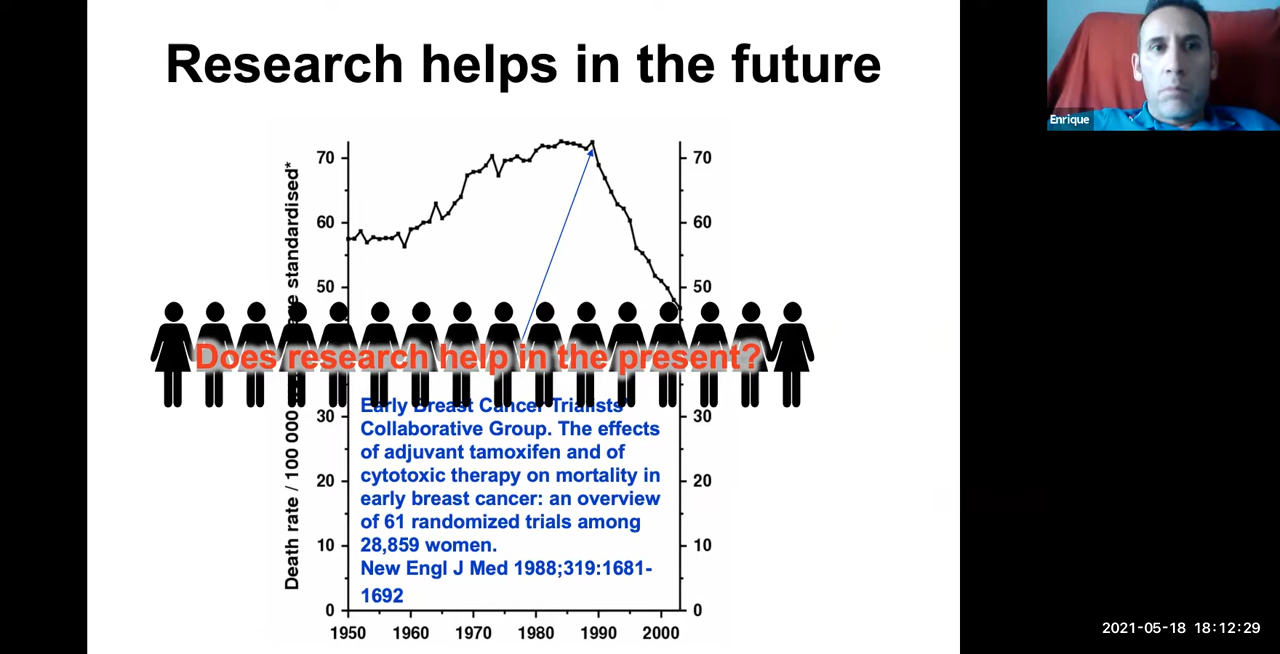 Research helps in the future
Enrique
70
60
50
30
20
10
0
70
60
50
30
20
10
0
Death rate / 100 000
standardised*
Does research help in the present?
Early Breast Cancer Trialists'
Collaborative Group. The effects
of adjuvant tamoxifen and of
cytotoxic therapy on mortality in
early breast cancer: an overview
of 61 randomized trials among
28,859 women.
New Engl J Med 1988;319:1681-
1692
1950 1960 1970 1980 1990 2000
2021-05-18 18:12:29